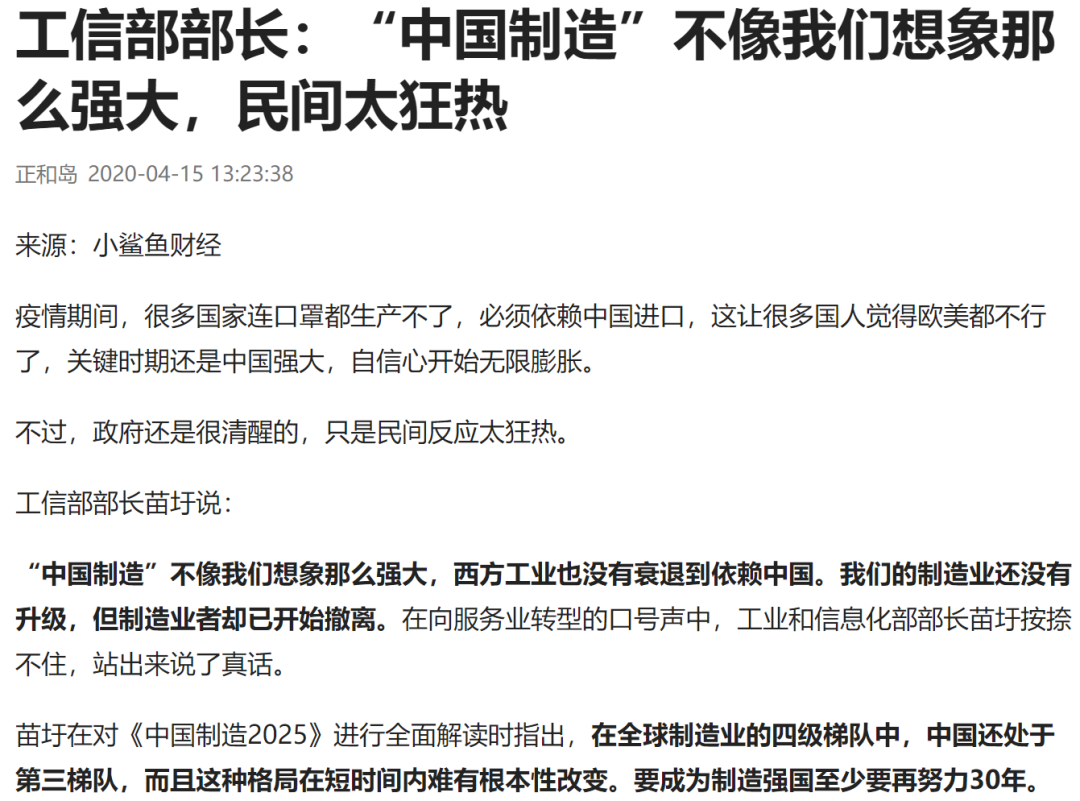 工信部部长：“中国制造”不像我们想象那
么强大，民间太狂热
正和岛 2020-04-15 13:23:38
来源：小鲨鱼财经
疫情期间，很多国家连口罩都生产不了，必须依赖中国进口，这让很多国人觉得欧美都不行
了，关键时期还是中国强大，自信心开始无限膨胀。
不过，政府还是很清醒的，只是民间反应太狂热。
工信部部长苗圩说：
“中国制造”不像我们想象那么强大，西方工业也没有衰退到依赖中国。我们的制造业还没有
升级，但制造业者却已开始撤离。在向服务业转型的口号声中，工业和信息化部部长苗圩按捺
不住，站出来说了真话。
苗圩在对《中国制造2025》进行全面解读时指出，在全球制造业的四级梯队中，中国还处于
第三梯队，而且这种格局在短时间内难有根本性改变。要成为制造强国至少要再努力30年。